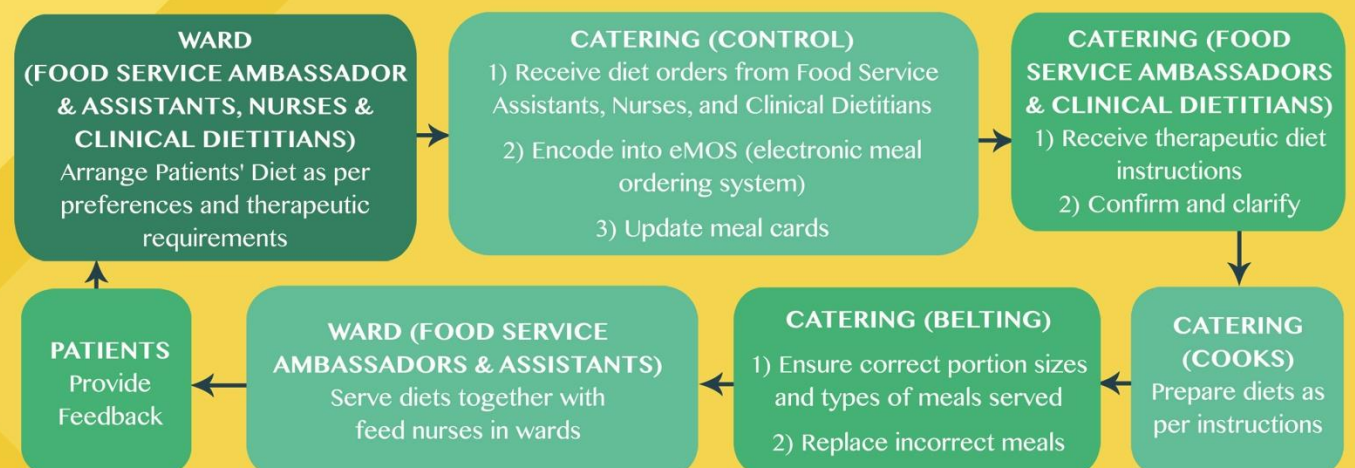 WARD
(FOOD SERVICE AMBASSADOR
& ASSISTANTS, NURSES &
CLINICAL DIETITIANS)
Arrange Patients' Diet as per
preferences and therapeutic
requirements
CATERING (CONTROL)
1) Receive diet orders from Food Service
Assistants, Nurses, and Clinical Dietitians
2) Encode into eMOS (electronic meal
ordering system)
3) Update meal cards
CATERING (FOOD
SERVICE AMBASSADORS
& CLINICAL DIETITIANS)
1) Receive therapeutic diet
instructions
2) Confirm and clarify
CATERING
(COOKS)
Prepare diets as
per instructions
CATERING (BELTING)
1) Ensure correct portion sizes
and types of meals served
2) Replace incorrect meals
WARD (FOOD SERVICE
AMBASSADORS & ASSISTANTS)
Serve diets together with
feed nurses in wards
PATIENTS
Provide
Feedback